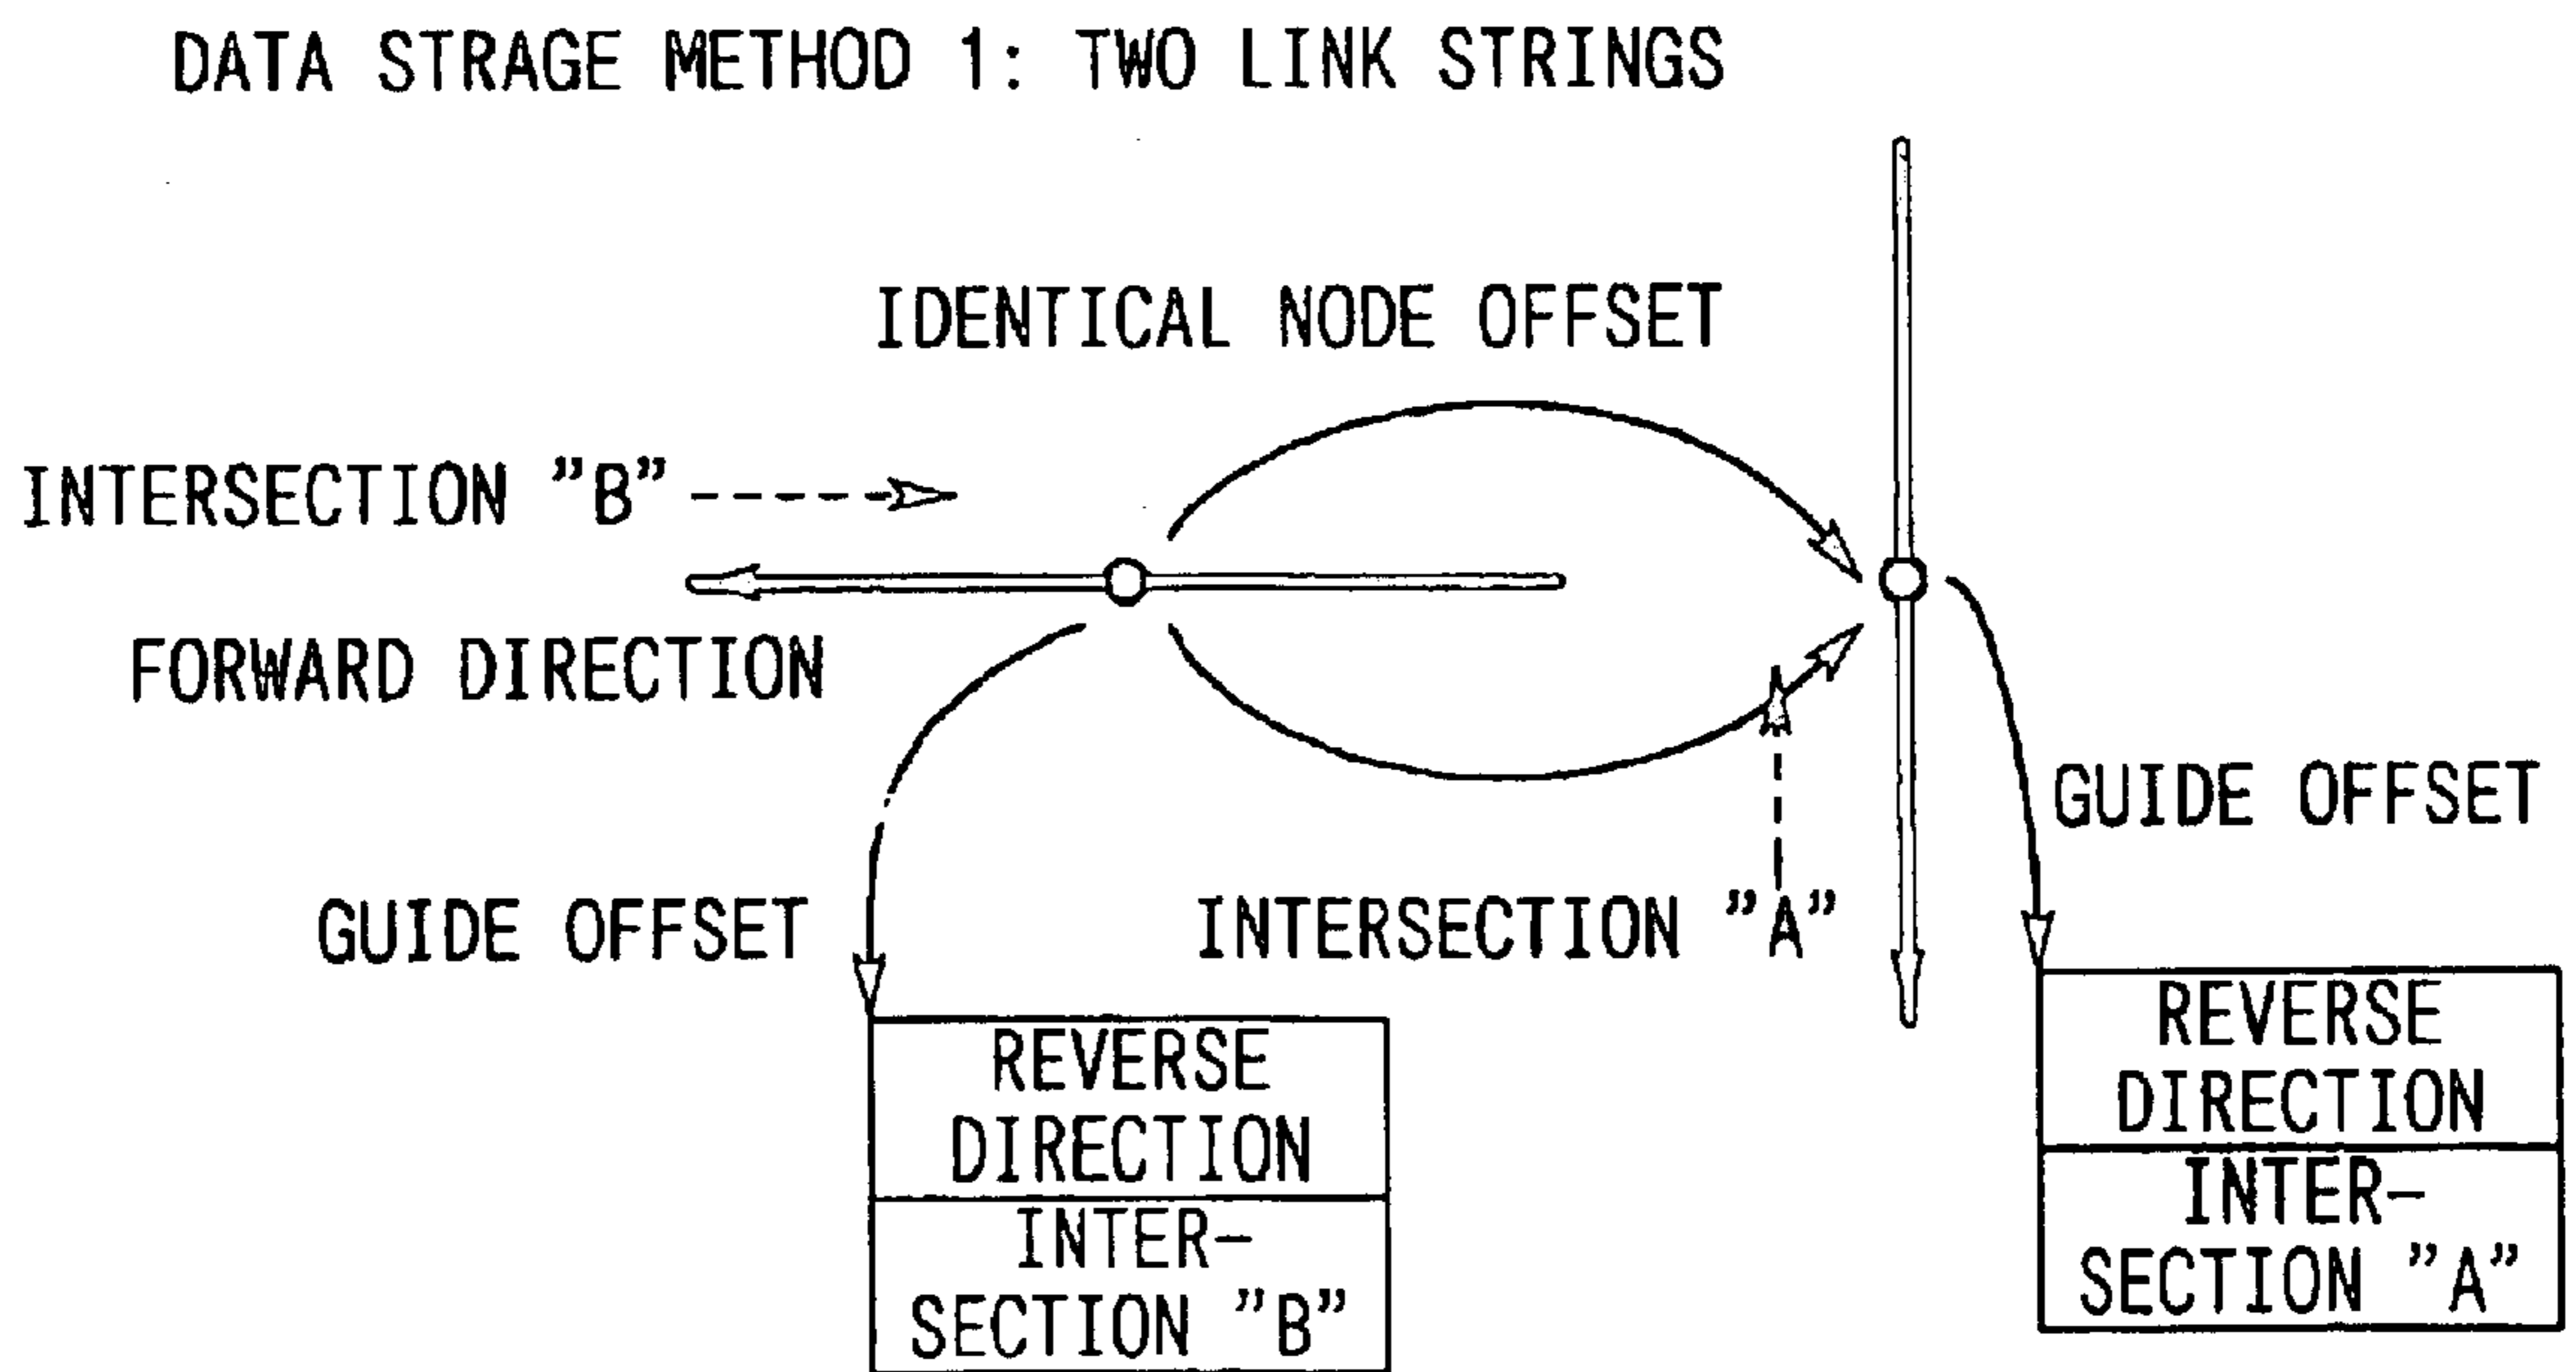 DATA STRAGE METHOD 1: TWO LINK STRINGS
IDENTICAL NODE OFFSET
INTERSECTION "B"
FORWARD DIRECTION
GUIDE OFFSET
GUIDE OFFSET
INTERSECTION "A"
REVERSE
DIRECTION
INTER-
SECTION "B"
REVERSE
DIRECTION
INTER-
SECTION "A"